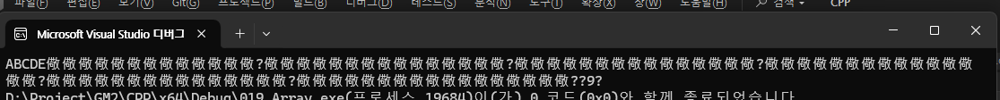 파일(F) 편집(E) 보기(V) Git(G) 프로젝트(P) 빌드(B) 디버그(D) 테스트(S) 분석(N) 도구(T) 확장(X) 창(W) 도움말(H) 검색 CPP
Microsoft Visual Studio 디버그
ABCDE儆儆儆儆儆儆儆儆儆儆儆儆儆?儆儆儆儆儆儆儆儆儆儆儆儆儆儆儆?儆儆儆儆儆儆儆儆儆儆儆儆儆儆儆?儆儆儆儆儆儆儆儆儆儆儆儆儆
儆儆?儆儆儆儆儆儆儆儆儆儆儆儆儆儆儆?儆儆儆儆儆儆儆儆儆儆儆儆儆儆儆儆儆??9?
D:\Project\GM2\CPP\x64\Debug\019_Array.exe(프로세스 19684)이(가) 0 코드(0x0)와 함께 종료되었습니다